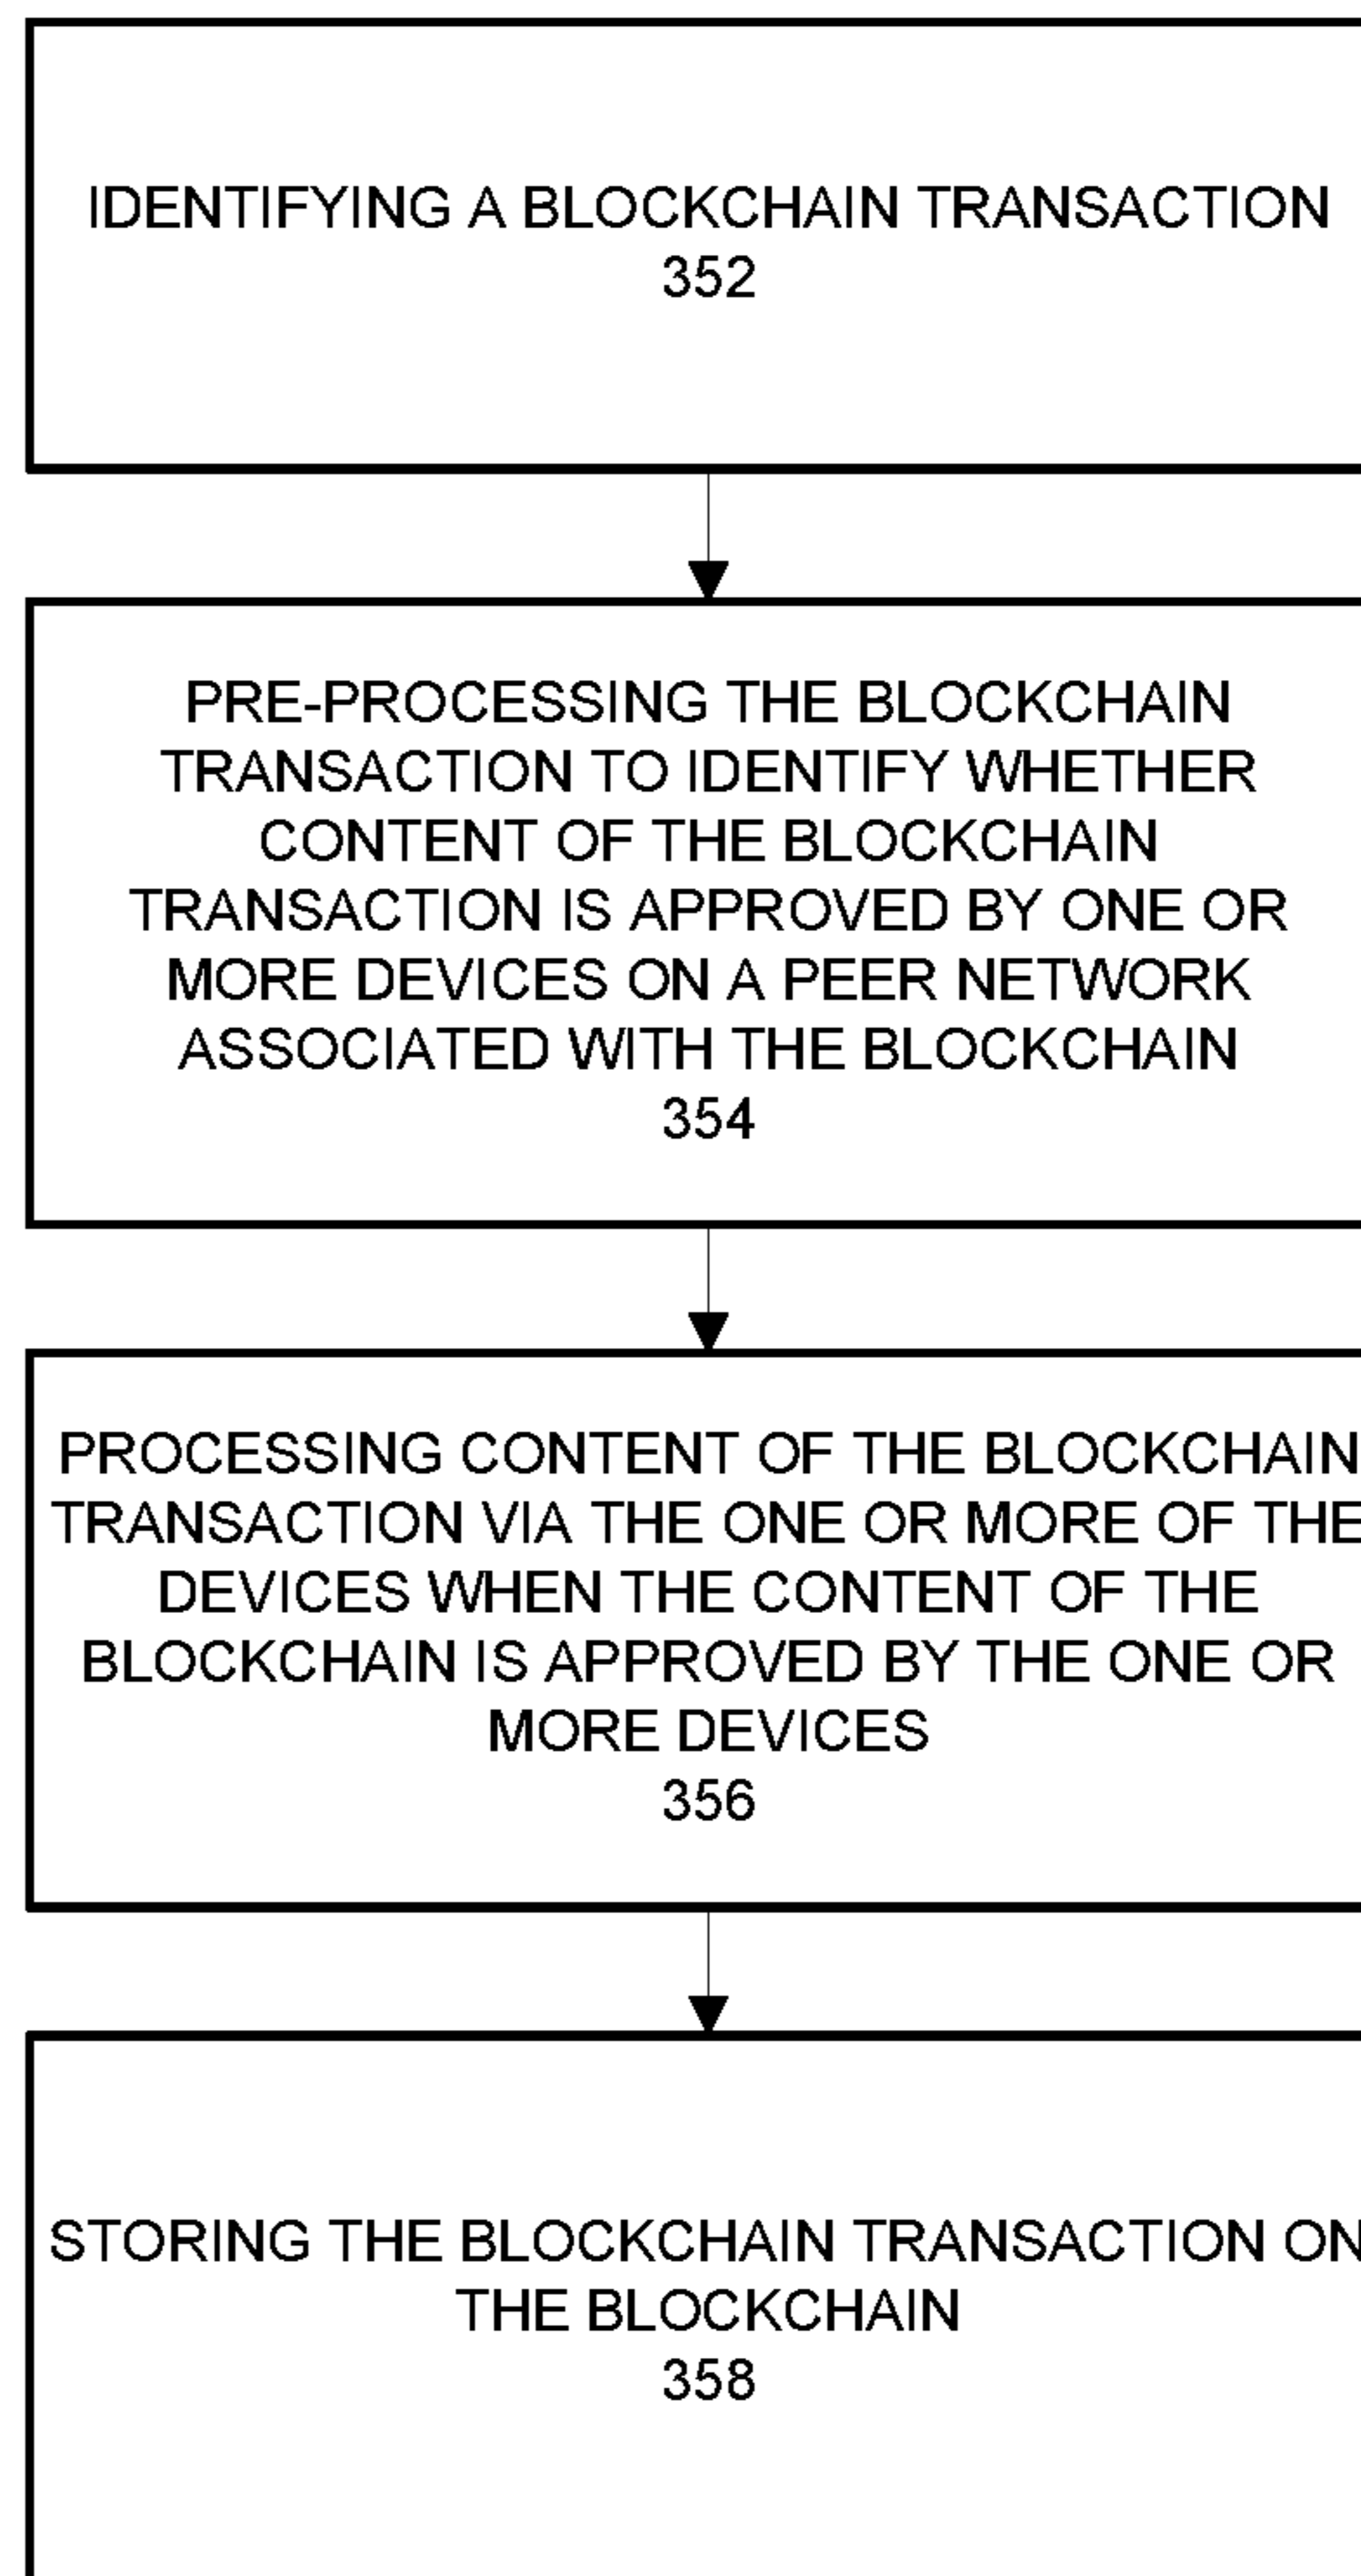 IDENTIFYING A BLOCKCHAIN TRANSACTION
352
PRE-PROCESSING THE BLOCKCHAIN
TRANSACTION TO IDENTIFY WHETHER
CONTENT OF THE BLOCKCHAIN
TRANSACTION IS APPROVED BY ONE OR
MORE DEVICES ON A PEER NETWORK
ASSOCIATED WITH THE BLOCKCHAIN
354
PROCESSING CONTENT OF THE BLOCKCHAIN
TRANSACTION VIA THE ONE OR MORE OF THE
DEVICES WHEN THE CONTENT OF THE
BLOCKCHAIN IS APPROVED BY THE ONE OR
MORE DEVICES
356
STORING THE BLOCKCHAIN TRANSACTION ON
THE BLOCKCHAIN
358